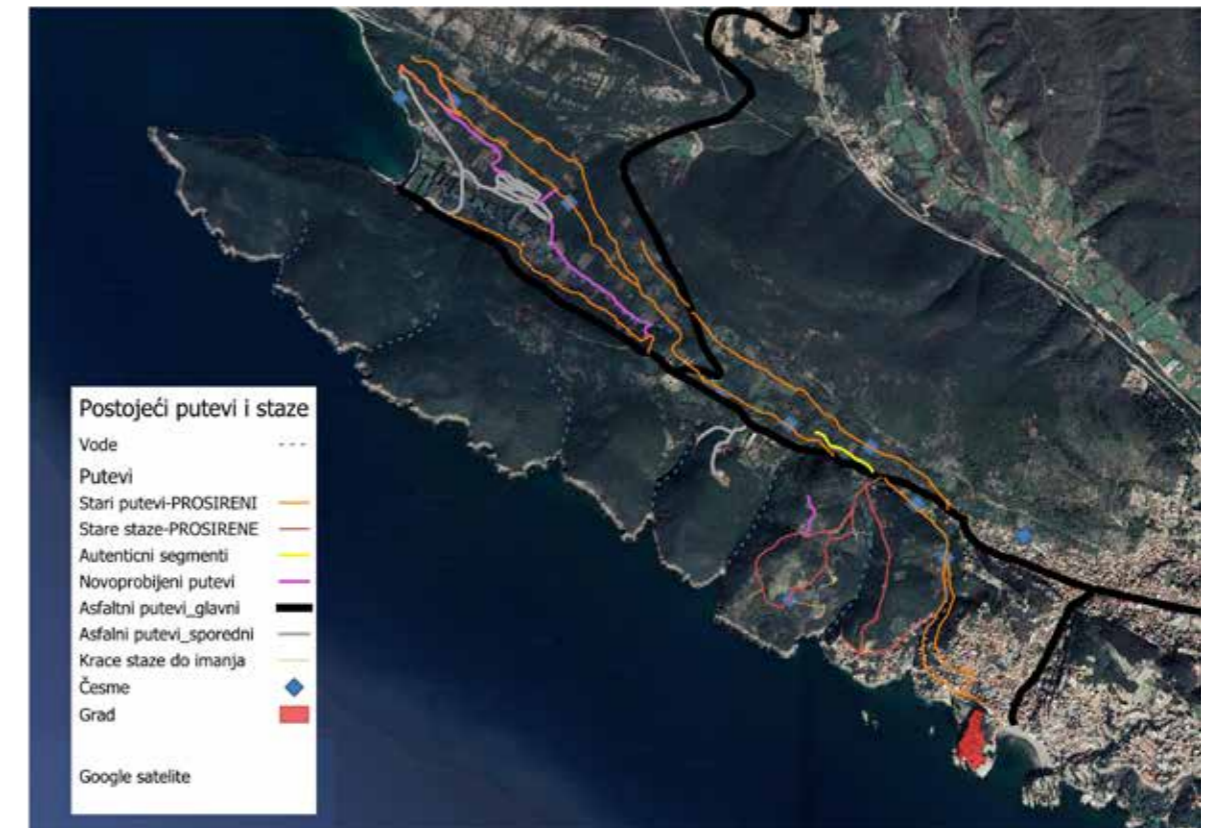 Postojeći putevi i staze
Vode
Putevi
Stari putevi-PROSIRENI
Stare staze-PROSIRENE
Autenticni segmenti
Novoprobijeni putevi
Asfaltni putevi_glavni
Asfalni putevi_sporedni
Krace staze do imanja
Česme
Grad
Google satelite